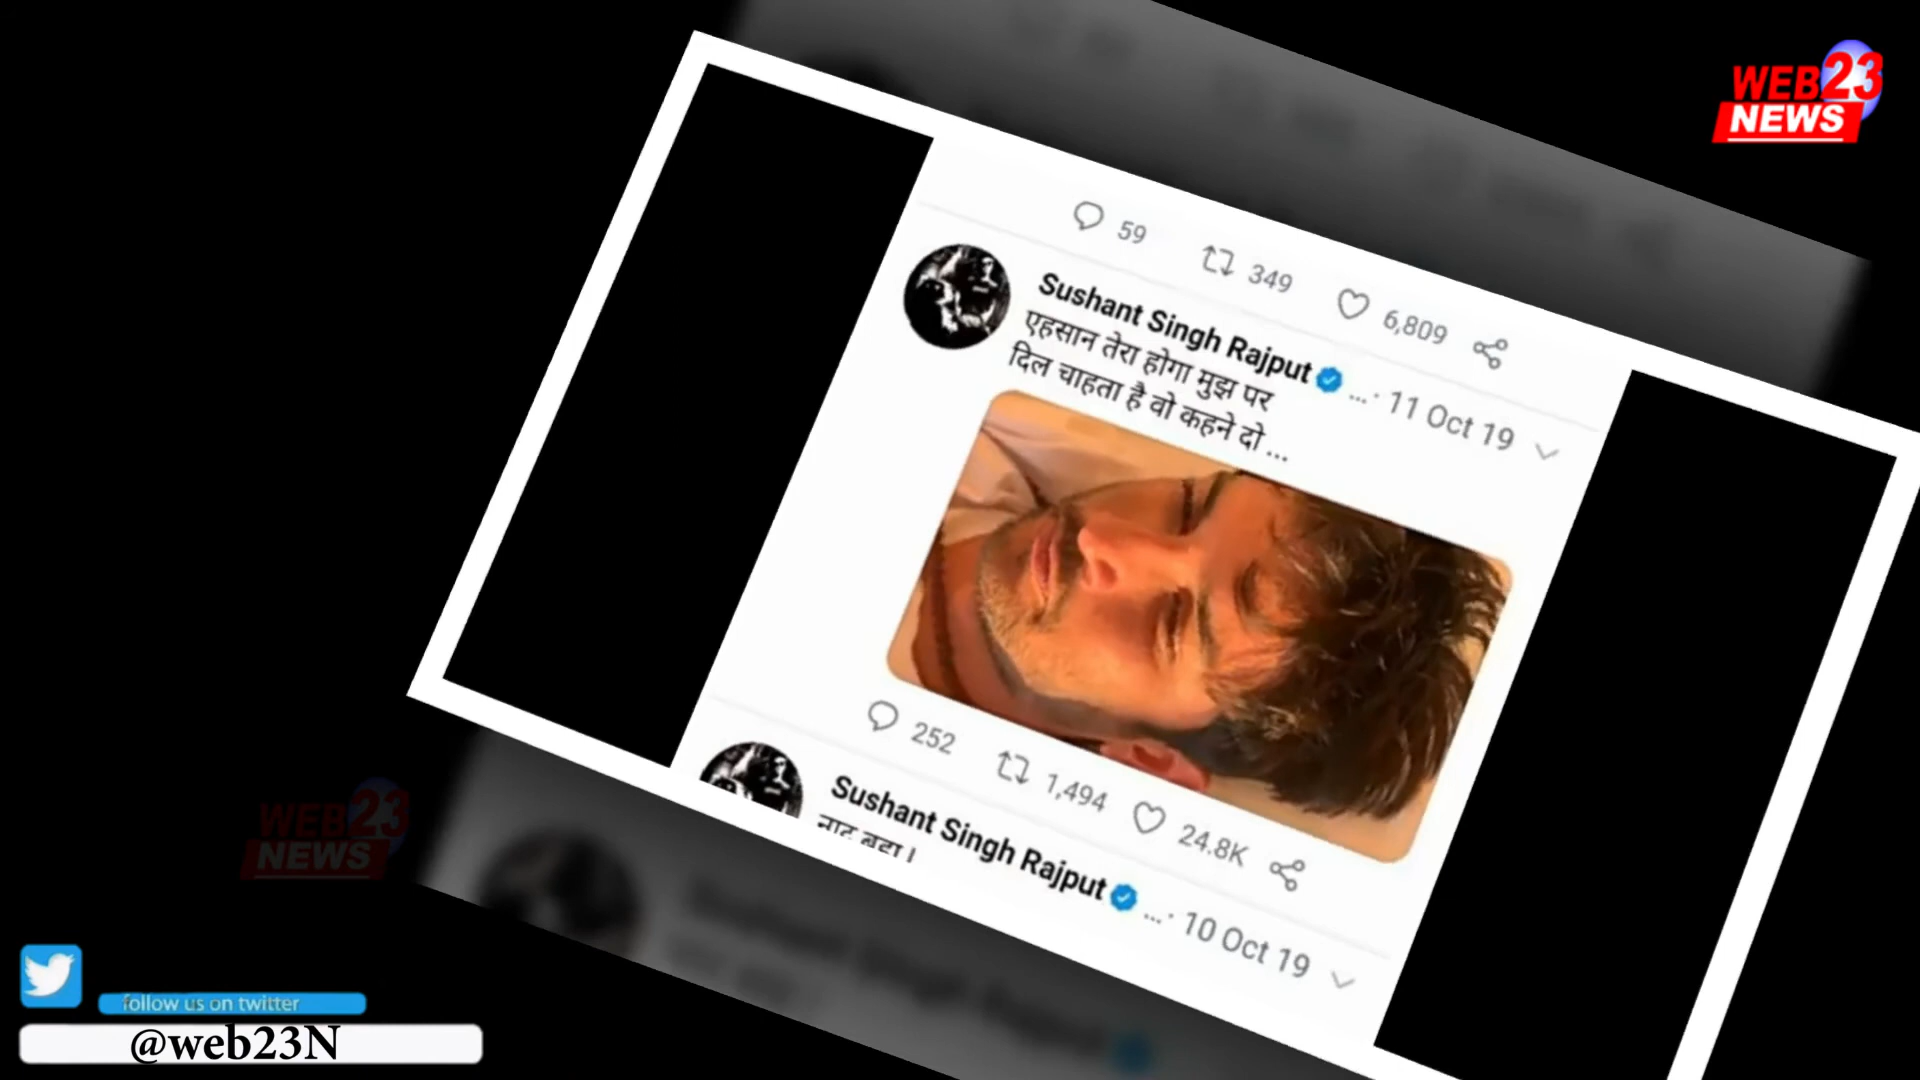 WEB23
NEWS
59 349 6,809
Sushant Singh Rajput ... · 11 Oct 19
एहसान तेरा होगा मुझ पर
दिल चाहता है वो कहने दो ...
252 1,494 24.8K
Sushant Singh Rajput ... · 10 Oct 19
WEB23
NEWS
follow us on twitter
@web23N